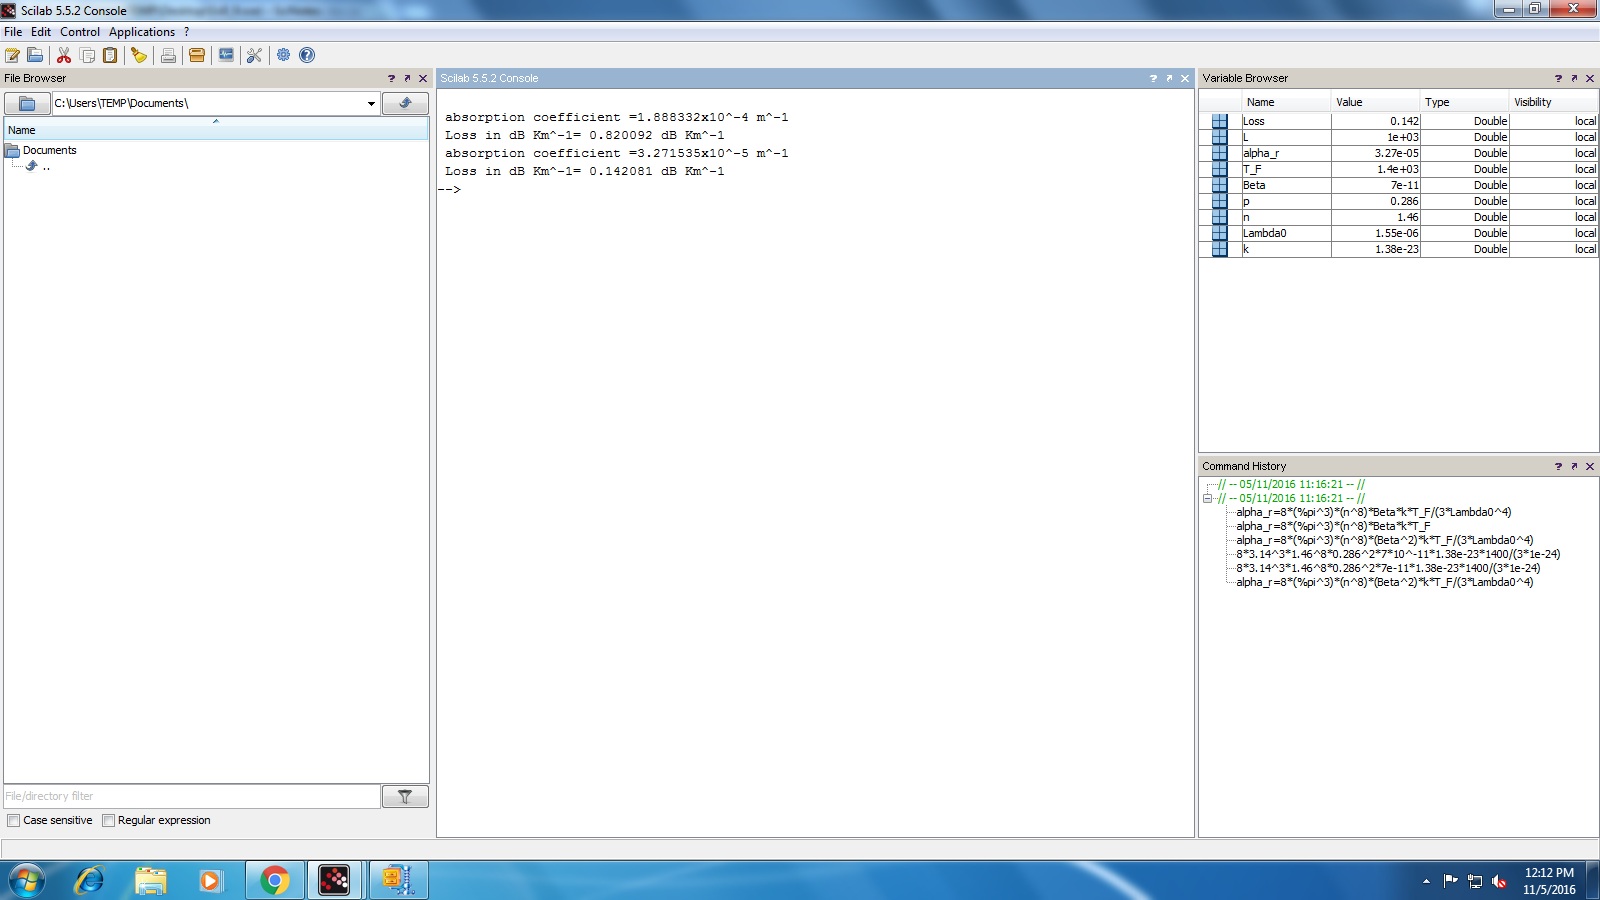 Scilab 5.5.2 Console
File Edit Control Applications ?
File Browser ? 
C:\Users\TEMP\Documents\
Name
Documents
..
File/directory filter
Case sensitive Regular expression
Scilab 5.5.2 Console ?
absorption coefficient =1.888332x10^-4 m^-1
Loss in dB Km^-1= 0.820092 dB Km^-1
absorption coefficient =3.271535x10^-5 m^-1
Loss in dB Km^-1= 0.142081 dB Km^-1
-->
Variable Browser ?
Name Value Type Visibility
Loss 0.142 Double local
L 1e+03 Double local
alpha_r 3.27e-05 Double local
T_F 1.4e+03 Double local
Beta 7e-11 Double local
p 0.286 Double local
n 1.46 Double local
Lambda0 1.55e-06 Double local
k 1.38e-23 Double local
Command History ?
// -- 05/11/2016 11:16:21 -- //
// -- 05/11/2016 11:16:21 -- //
alpha_r=8*(%pi^3)*(n^8)*Beta*k*T_F/(3*Lambda0^4)
alpha_r=8*(%pi^3)*(n^8)*Beta*k*T_F
alpha_r=8*(%pi^3)*(n^8)*(Beta^2)*k*T_F/(3*Lambda0^4)
8*3.14^3*1.46^8*0.286^2*7*10^-11*1.38e-23*1400/(3*1e-24)
8*3.14^3*1.46^8*0.286^2*7e-11*1.38e-23*1400/(3*1e-24)
alpha_r=8*(%pi^3)*(n^8)*(Beta^2)*k*T_F/(3*Lambda0^4)
12:12 PM
11/5/2016